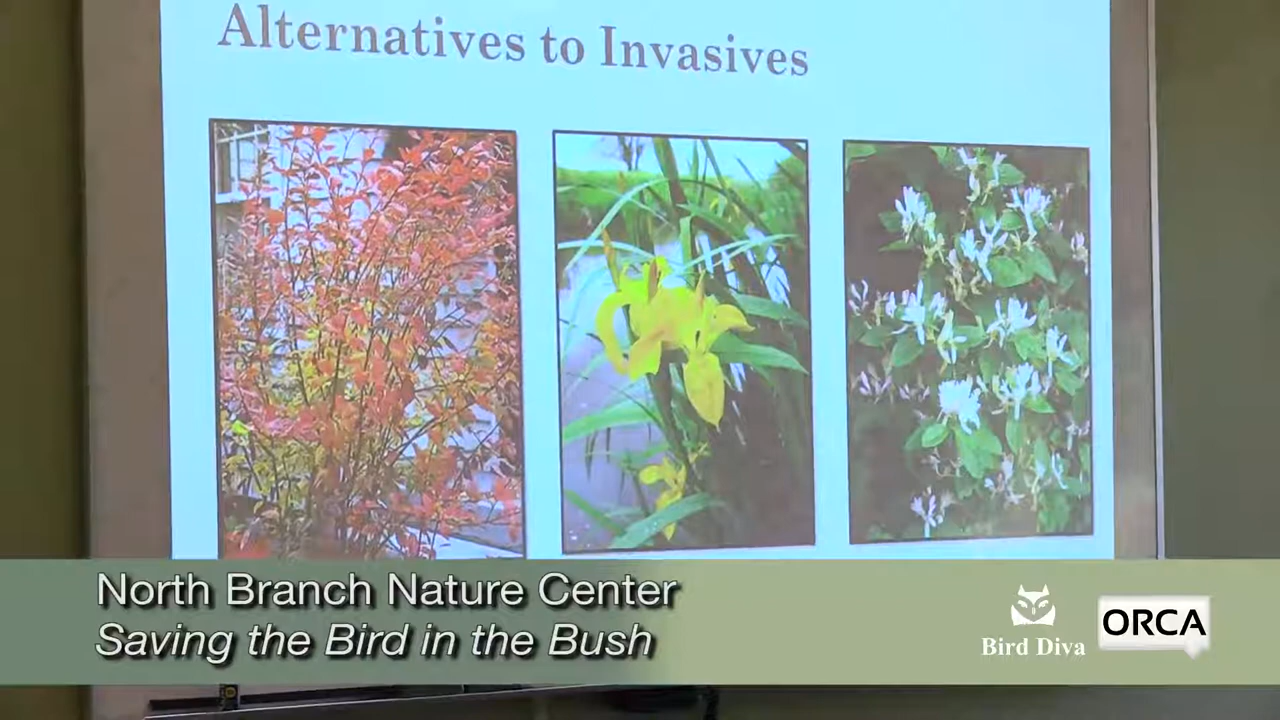 Alternatives to Invasives
North Branch Nature Center
Saving the Bird in the Bush
Bird Diva
ORCA